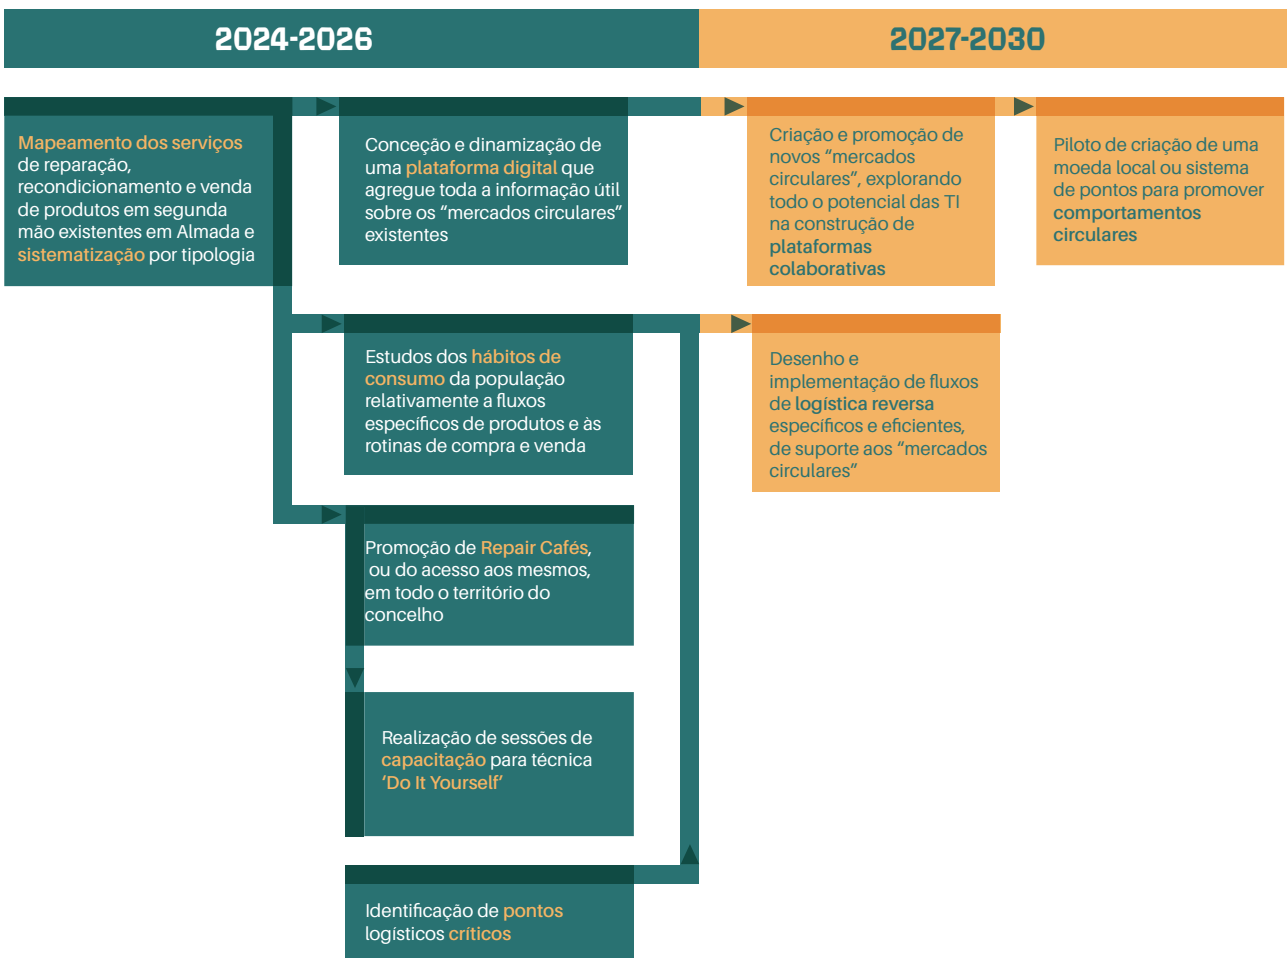 2024-2026
2027-2030
Mapeamento dos serviços
de reparação,
recondicionamento e venda
de produtos em segunda
mão existentes em Almada e
sistematização por tipologia
Conceção e dinamização de
uma plataforma digital que
agregue toda a informação útil
sobre os “mercados circulares”
existentes
Criação e promoção de
novos “mercados
circulares”, explorando
todo o potencial das TI
na construção de
plataformas
colaborativas
Piloto de criação de uma
moeda local ou sistema
de pontos para promover
comportamentos
circulares
Estudos dos hábitos de
consumo da população
relativamente a fluxos
específicos de produtos e às
rotinas de compra e venda
Desenho e
implementação de fluxos
de logística reversa
específicos e eficientes,
de suporte aos “mercados
circulares”
Promoção de Repair Cafés,
ou do acesso aos mesmos,
em todo o território do
concelho
Realização de sessões de
capacitação para técnica
‘Do It Yourself’
Identificação de pontos
logísticos críticos